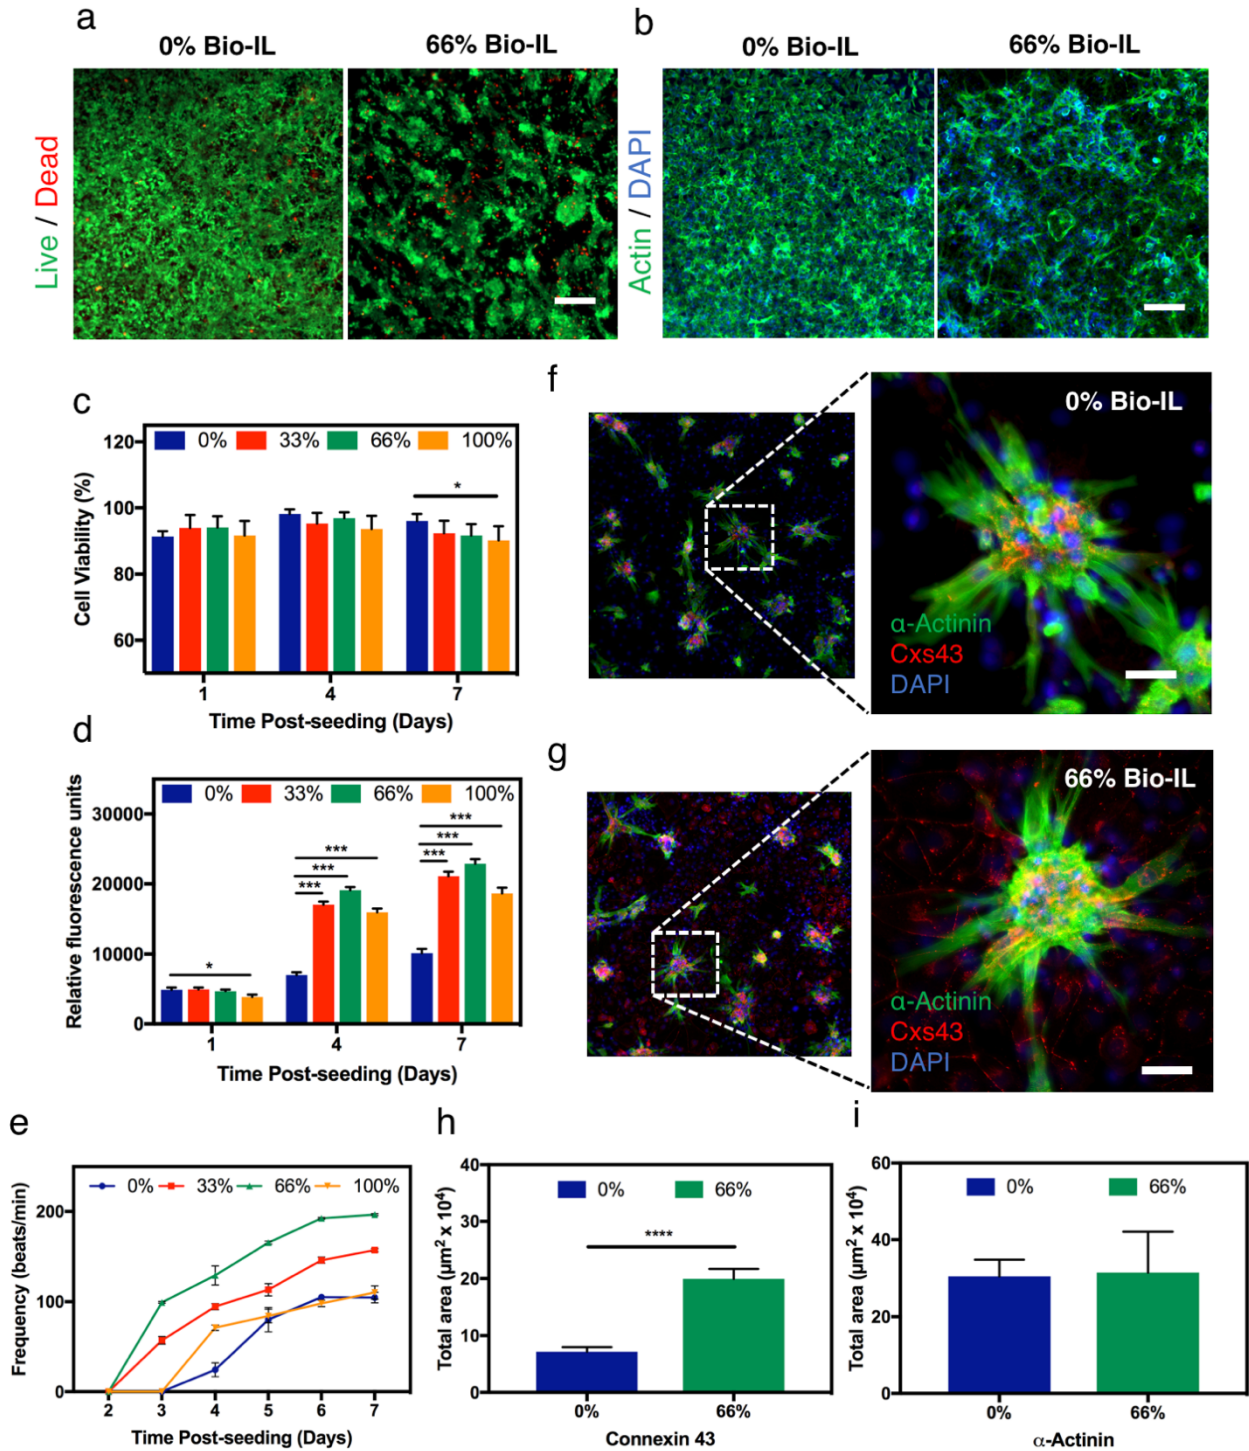 a
0% Bio-IL
66% Bio-IL
Live / Dead
b
0% Bio-IL
66% Bio-IL
Actin / DAPI
c
120
100
80
60
Cell Viability (%)
0% 33% 66% 100%
*
1 4 7
Time Post-seeding (Days)
d
30000
20000
10000
0
Relative fluorescence units
0% 33% 66% 100%
*
***
***
***
***
***
***
1 4 7
Time Post-seeding (Days)
e
200
100
0
Frequency (beats/min)
0% 33% 66% 100%
2 3 4 5 6 7
Time Post-seeding (Days)
f
0% Bio-IL
α-Actinin
Cxs43
DAPI
g
66% Bio-IL
α-Actinin
Cxs43
DAPI
h
40
30
20
10
0
Total area (µm² x 10⁴)
0% 66%
****
0% 66%
Connexin 43
i
60
40
20
0
Total area (µm² x 10⁴)
0% 66%
0% 66%
α-Actinin